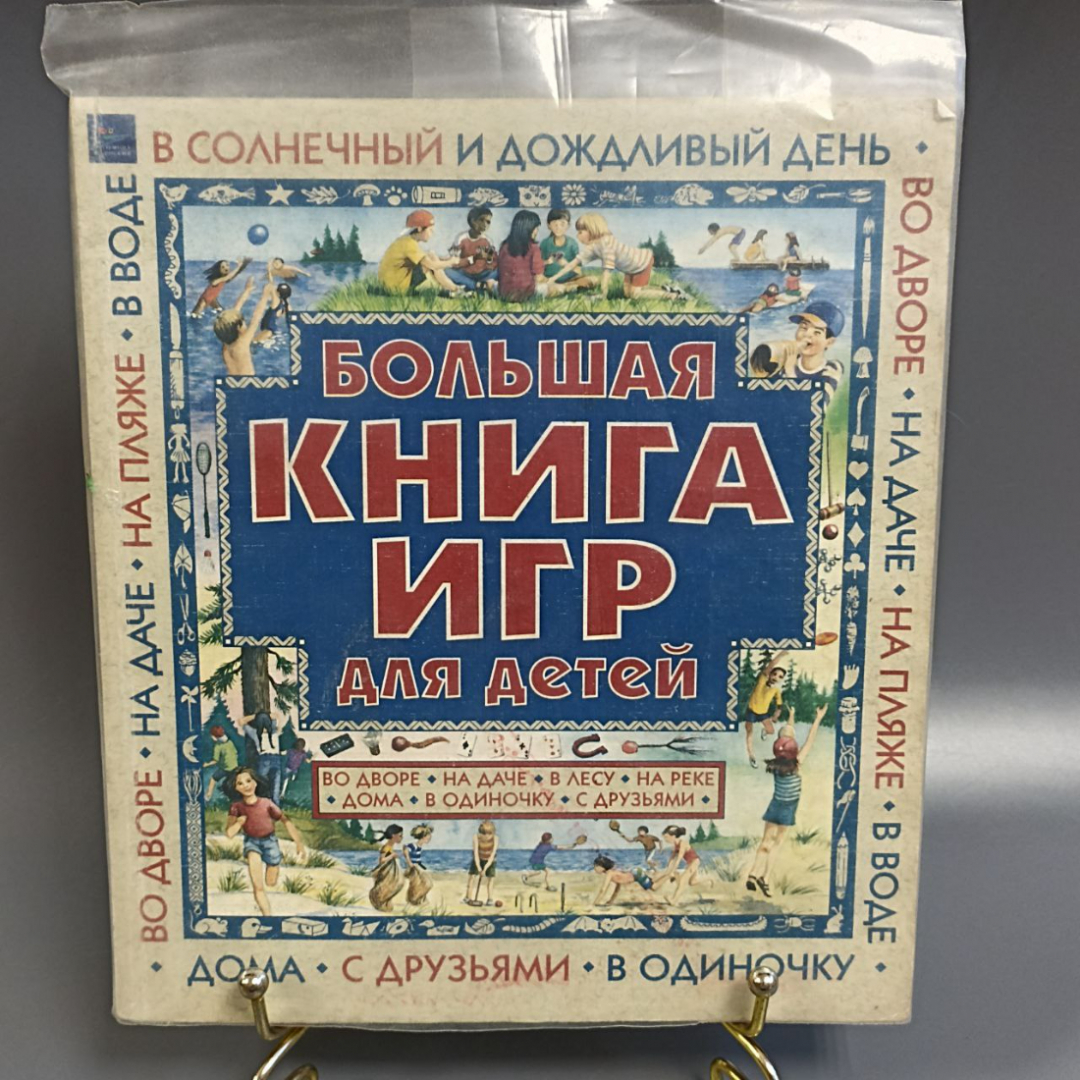 В СОЛНЕЧНЫЙ И ДОЖДЛИВЫЙ ДЕНЬ •
ВО ДВОРЕ • НА ДАЧЕ • НА ПЛЯЖЕ • В ВОДЕ
ВО ДВОРЕ • НА ДАЧЕ • НА ПЛЯЖЕ • В ВОДЕ
БОЛЬШАЯ
КНИГА
ИГР
ДЛЯ ДЕТЕЙ
ВО ДВОРЕ • НА ДАЧЕ • В ЛЕСУ • НА РЕКЕ
• ДОМА • В ОДИНОЧКУ • С ДРУЗЬЯМИ •
• ДОМА • С ДРУЗЬЯМИ • В ОДИНОЧКУ •